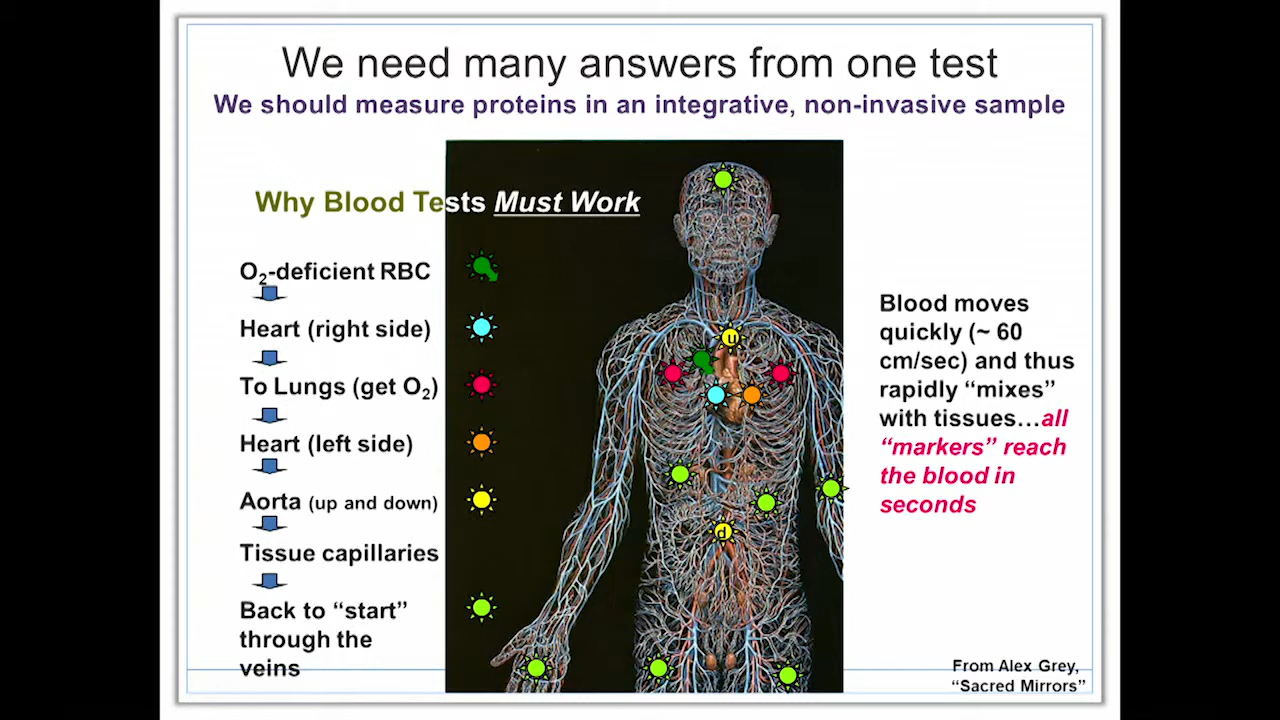 We need many answers from one test
We should measure proteins in an integrative, non-invasive sample
Why Blood Tests Must Work
O2-deficient RBC
Heart (right side)
To Lungs (get O2)
Heart (left side)
Aorta (up and down)
Tissue capillaries
Back to “start”
through the
veins
u
d
Blood moves
quickly (~ 60
cm/sec) and thus
rapidly “mixes”
with tissues…all
“markers” reach
the blood in
seconds
From Alex Grey,
“Sacred Mirrors”